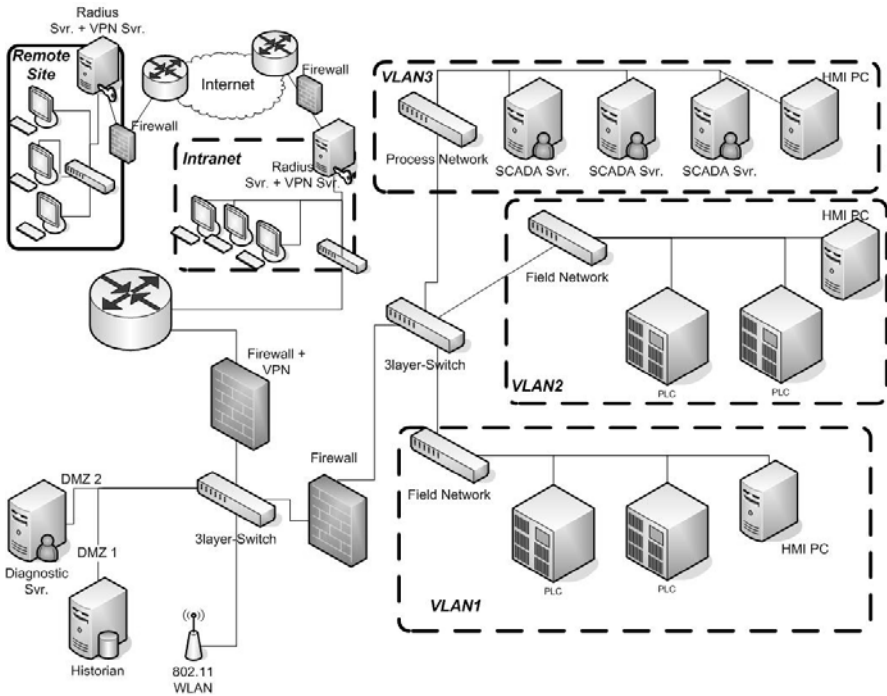 Radius
Svr. + VPN Svr.
Remote
Site
Firewall
Internet
Firewall
Intranet
Radius
Svr. + VPN Svr.
VLAN3
HMI PC
Process Network
SCADA Svr.
SCADA Svr.
SCADA Svr.
HMI PC
Field Network
3layer-Switch
VLAN2
PLC
PLC
Firewall +
VPN
Firewall
DMZ 2
3layer-Switch
DMZ 1
Diagnostic
Svr.
Historian
802.11
WLAN
Field Network
HMI PC
VLAN1
PLC
PLC